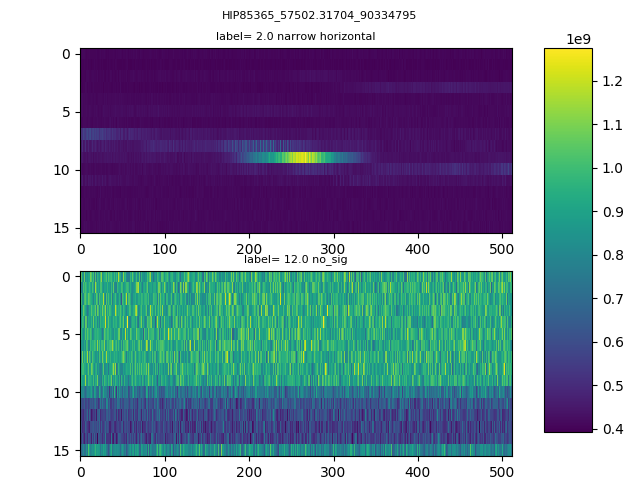 HIP85365_57502.31704_90334795
label= 2.0 narrow horizontal
1e9
0
5
10
15
0 100 200 300 400 500
label= 12.0 no_sig
0
5
10
15
0 100 200 300 400 500
1.2
1.1
1.0
0.9
0.8
0.7
0.6
0.5
0.4